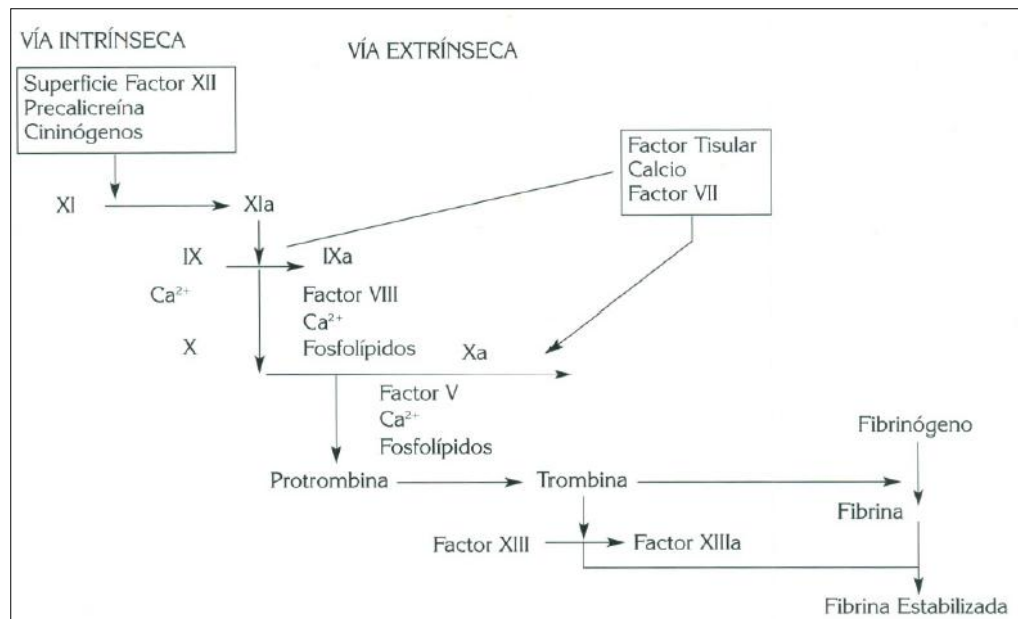 VÍA INTRÍNSECA
VÍA EXTRÍNSECA
Superficie Factor XII
Precalicreína
Cininógenos
Factor Tisular
Calcio
Factor VII
XI
XIa
IX
IXa
Ca²⁺
Factor VIII
Ca²⁺
X
Fosfolípidos
Xa
Factor V
Ca²⁺
Fosfolípidos
Fibrinógeno
Protrombina
Trombina
Fibrina
Factor XIII
Factor XIIIa
Fibrina Estabilizada